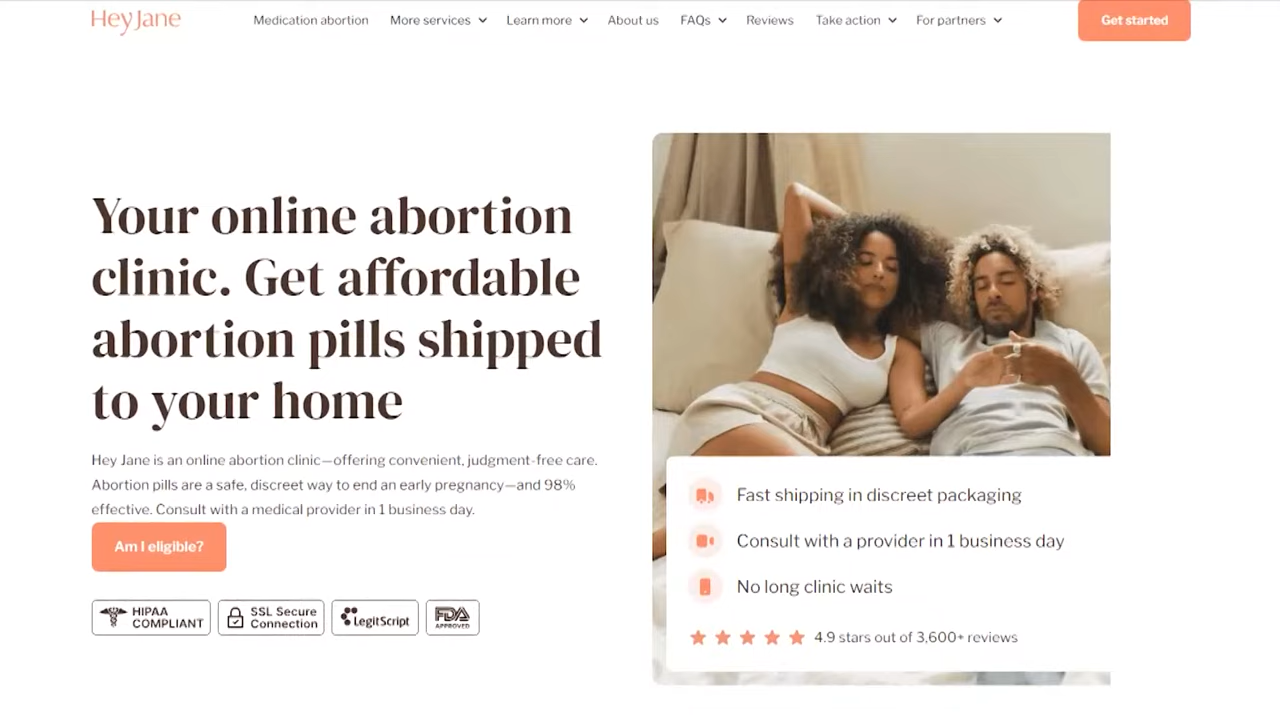 Hey Jane
Medication abortion
More services
Learn more
About us
FAQs
Reviews
Take action
For partners
Get started
Your online abortion
clinic. Get affordable
abortion pills shipped
to your home
Hey Jane is an online abortion clinic—offering convenient, judgment-free care.
Abortion pills are a safe, discreet way to end an early pregnancy—and 98%
effective. Consult with a medical provider in 1 business day.
Am I eligible?
HIPAA
COMPLIANT
SSL Secure
Connection
LegitScript
FDA
APPROVED
Fast shipping in discreet packaging
Consult with a provider in 1 business day
No long clinic waits
4.9 stars out of 3,600+ reviews